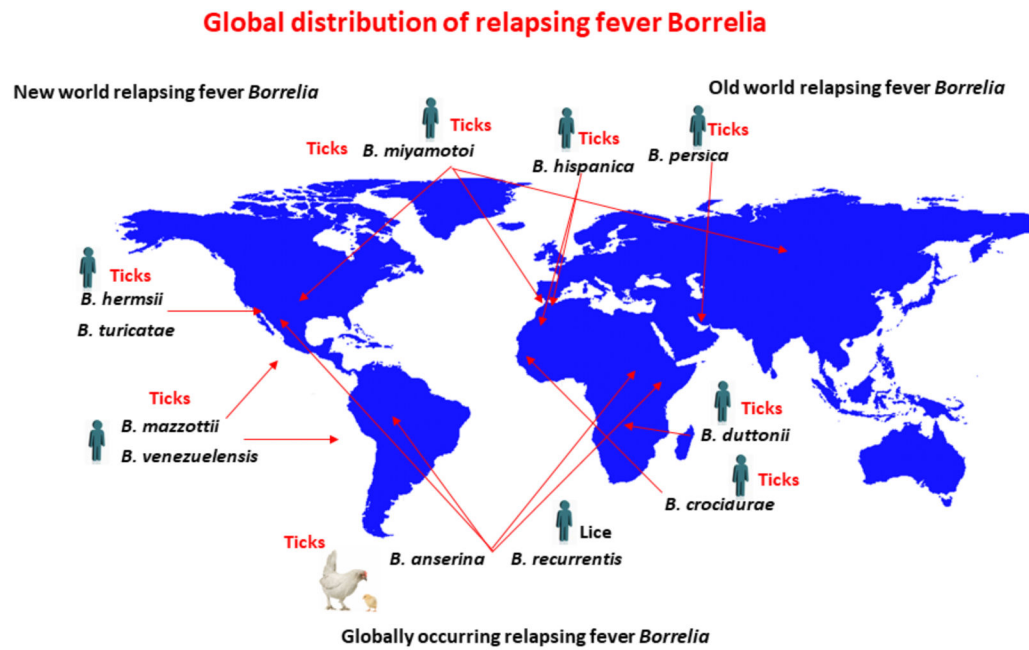 Global distribution of relapsing fever Borrelia
New world relapsing fever Borrelia
Old world relapsing fever Borrelia
Ticks
Ticks
B. miyamotoi
Ticks
B. hispanica
Ticks
B. persica
Ticks
B. hermsii
B. turicatae
Ticks
B. mazzottii
B. venezuelensis
Ticks
B. duttonii
Ticks
B. crocidurae
Ticks
B. anserina
Lice
B. recurrentis
Globally occurring relapsing fever Borrelia